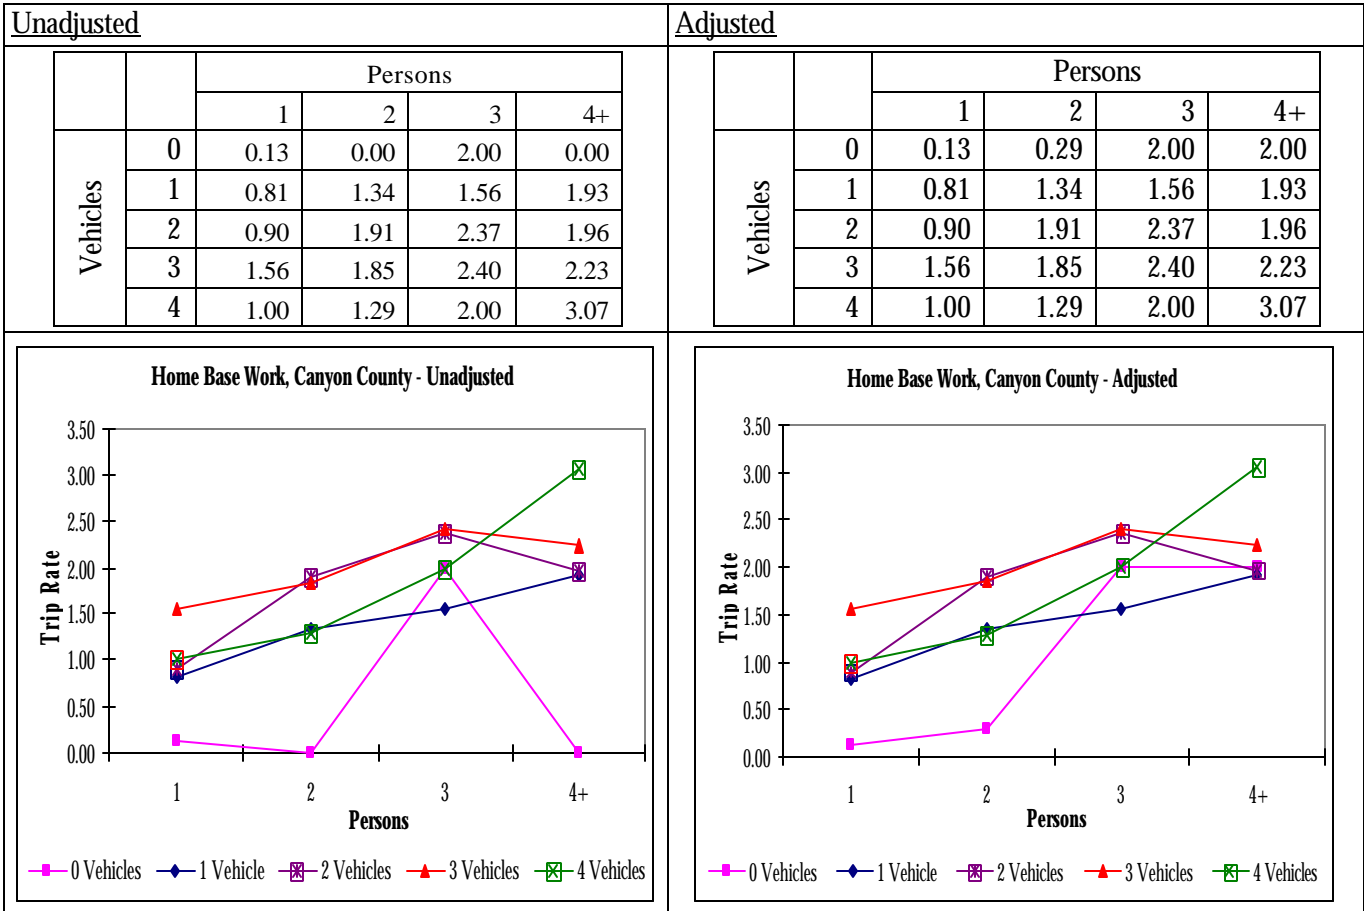 Unadjusted
Persons
1 2 3 4+
Vehicles
0 0.13 0.00 2.00 0.00
1 0.81 1.34 1.56 1.93
2 0.90 1.91 2.37 1.96
3 1.56 1.85 2.40 2.23
4 1.00 1.29 2.00 3.07
Adjusted
Persons
1 2 3 4+
Vehicles
0 0.13 0.29 2.00 2.00
1 0.81 1.34 1.56 1.93
2 0.90 1.91 2.37 1.96
3 1.56 1.85 2.40 2.23
4 1.00 1.29 2.00 3.07
Home Base Work, Canyon County - Unadjusted
Trip Rate
3.50
3.00
2.50
2.00
1.50
1.00
0.50
0.00
1 2 3 4+
Persons
0 Vehicles 1 Vehicle 2 Vehicles 3 Vehicles 4 Vehicles
Home Base Work, Canyon County - Adjusted
Trip Rate
3.50
3.00
2.50
2.00
1.50
1.00
0.50
0.00
1 2 3 4+
Persons
0 Vehicles 1 Vehicle 2 Vehicles 3 Vehicles 4 Vehicles